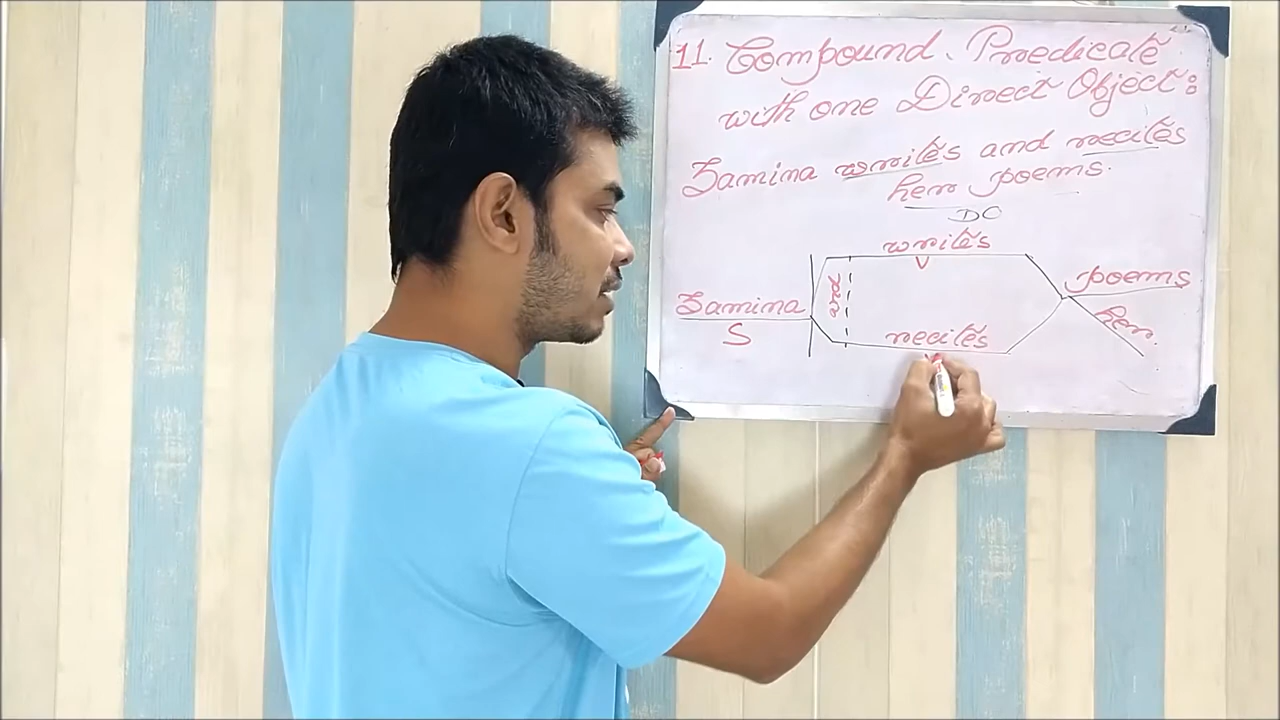 11. Compound Predicate
with one Direct Object:
Zamina writes and recites
her poems.
DO
writes
V
and
Zamina
S
recites
poems
her.